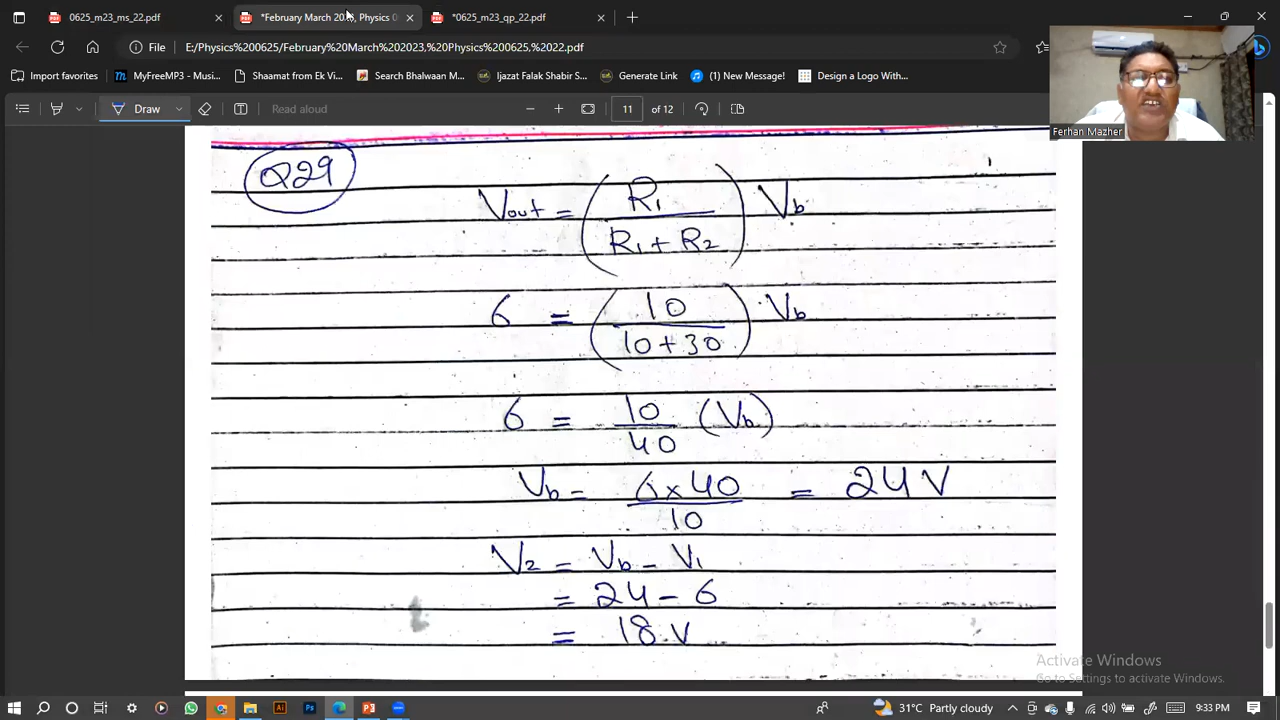 0625_m23_ms_22.pdf
*February March 2023, Physics 0
*0625_m23_qp_22.pdf
File
E:/Physics%200625/February%20March%202023,%20Physics%200625,%2022.pdf
Import favorites
MyFreeMP3 - Musi...
Shaamat from Ek Vi...
Search Bhalwani - M...
Ijazat Falak Shabir S...
Generate Link
(1) New Message!
Design a Logo With...
Draw
Read aloud
11 of 12
Ferhan Mazher
Q29
Vout = (R1 / R1 + R2) Vb
6 = (10 / 10 + 30) Vb
6 = 10 / 40 (Vb)
Vb = 6 x 40 / 10 = 24 V
V2 = Vb - V1
= 24 - 6
= 18 V
Activate Windows
Go to Settings to activate Windows.
31°C Partly cloudy
9:33 PM